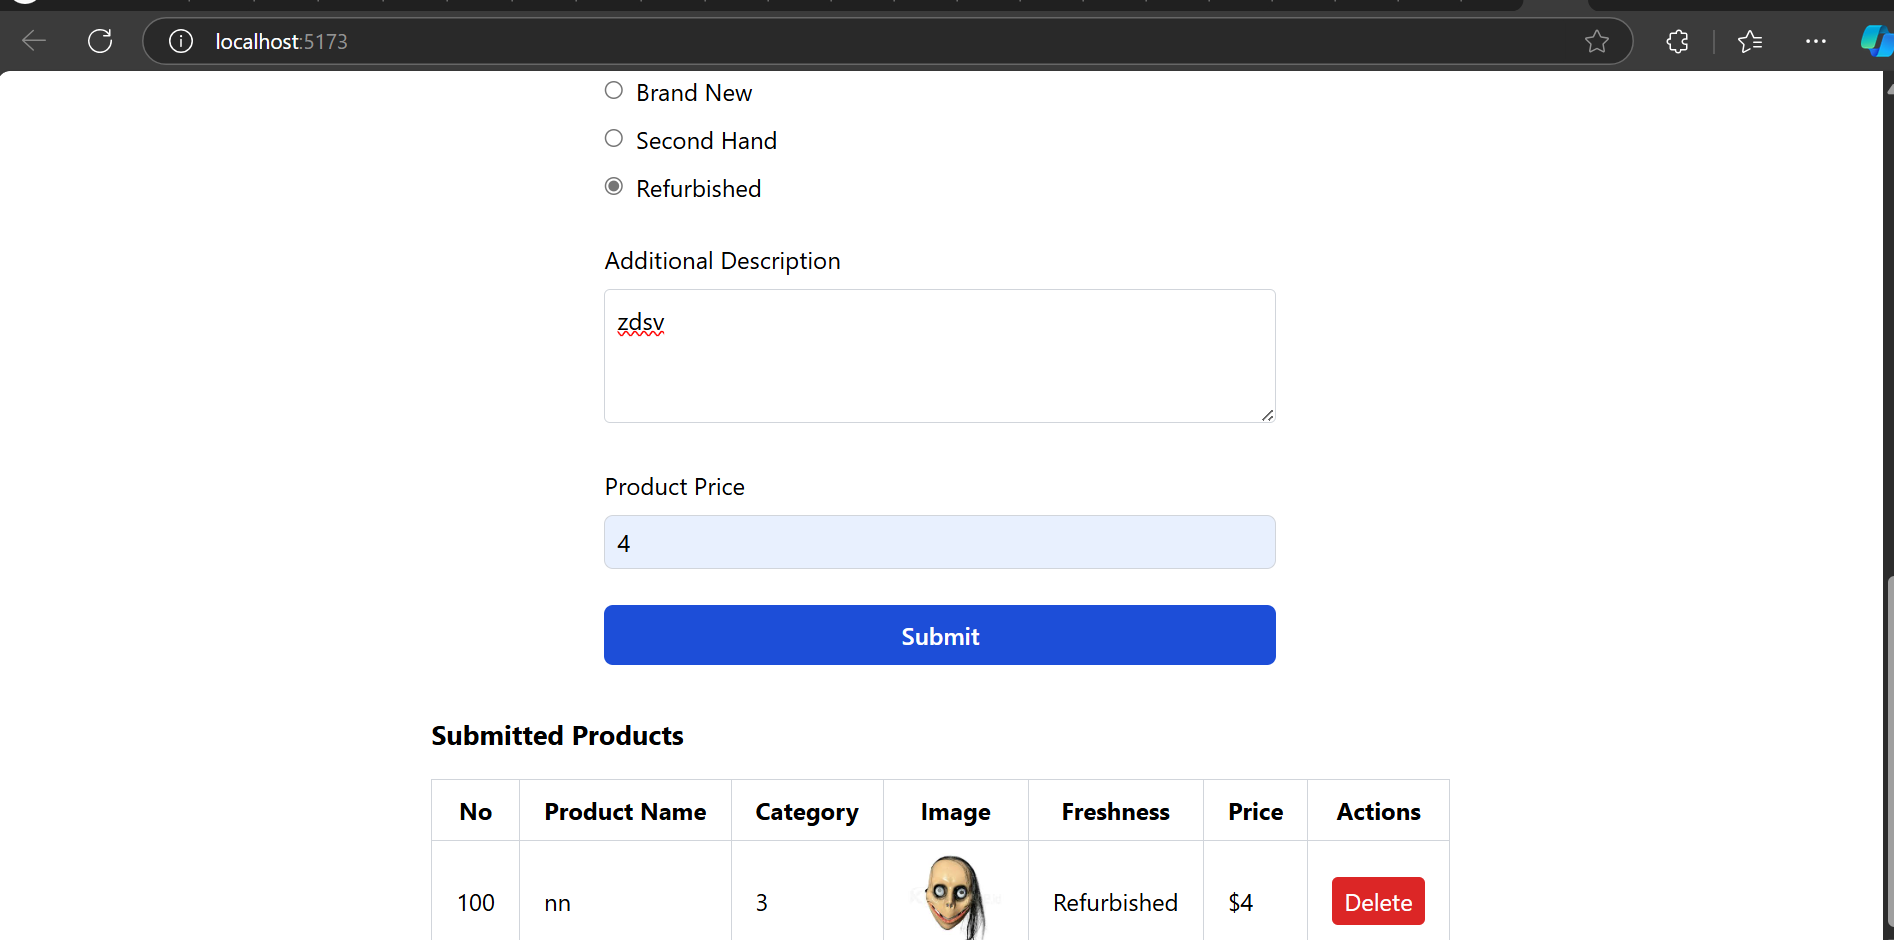 localhost:5173
Brand New
Second Hand
Refurbished
Additional Description
zdsv
Product Price
4
Submit
Submitted Products
No Product Name Category Image Freshness Price Actions
100 nn 3 Refurbished $4 Delete